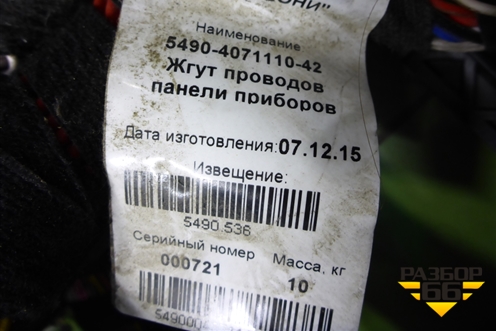 Наименование
5490-4071110-42
Жгут проводов
панели приборов
Дата изготовления:07.12.15
Извещение:
5490 536
Серийный номер Масса, кг
000721 10
РАЗБОР
66